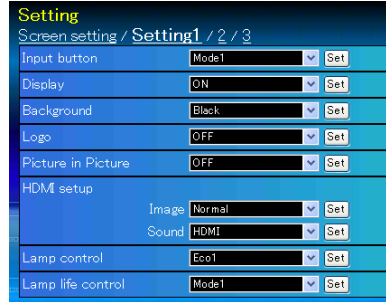 Setting
Screen setting / Setting1 / 2 / 3
Input button Mode1 Set
Display ON Set
Background Black Set
Logo OFF Set
Picture in Picture OFF Set
HDMI setup
Image Normal Set
Sound HDMI Set
Lamp control Eco1 Set
Lamp life control Mode1 Set